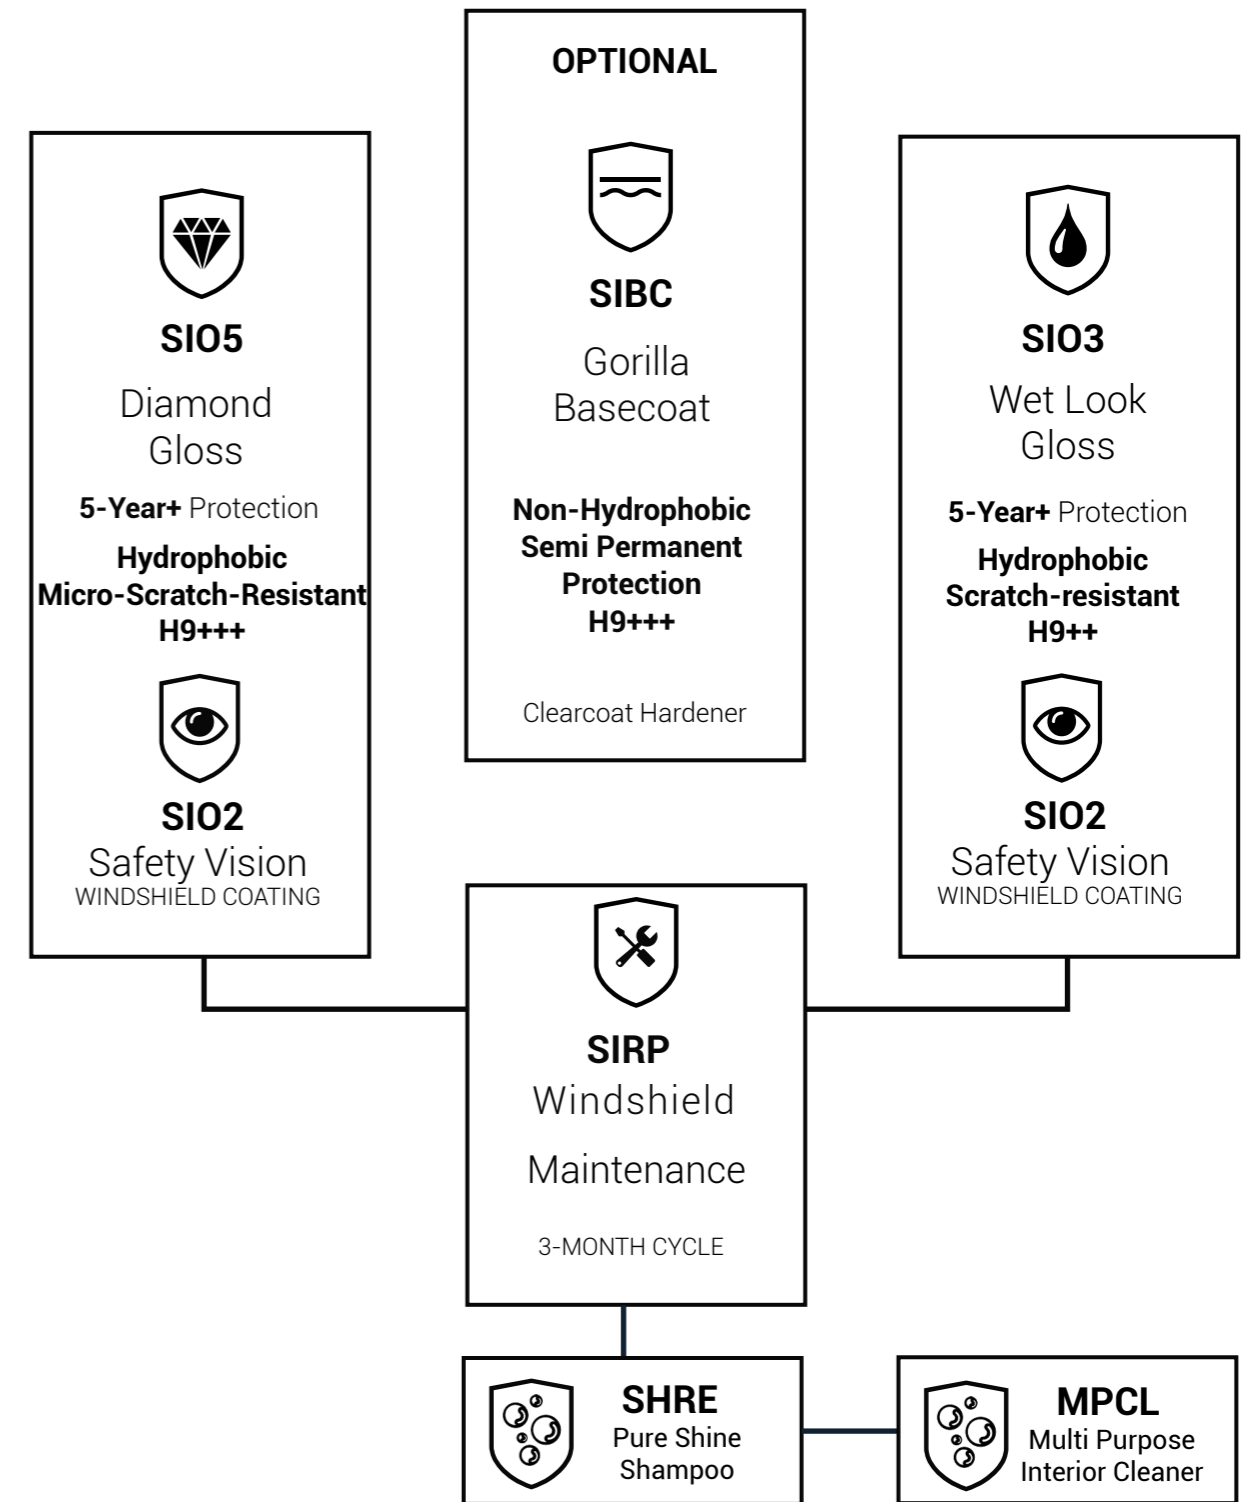 OPTIONAL
SIBC
Gorilla
Basecoat
Non-Hydrophobic
Semi Permanent
Protection
H9+++
Clearcoat Hardener
SIO5
Diamond
Gloss
5-Year+ Protection
Hydrophobic
Micro-Scratch-Resistant
H9+++
SIO2
Safety Vision
WINDSHIELD COATING
SIO3
Wet Look
Gloss
5-Year+ Protection
Hydrophobic
Scratch-resistant
H9++
SIO2
Safety Vision
WINDSHIELD COATING
SIRP
Windshield
Maintenance
3-MONTH CYCLE
SHRE
Pure Shine
Shampoo
MPCL
Multi Purpose
Interior Cleaner